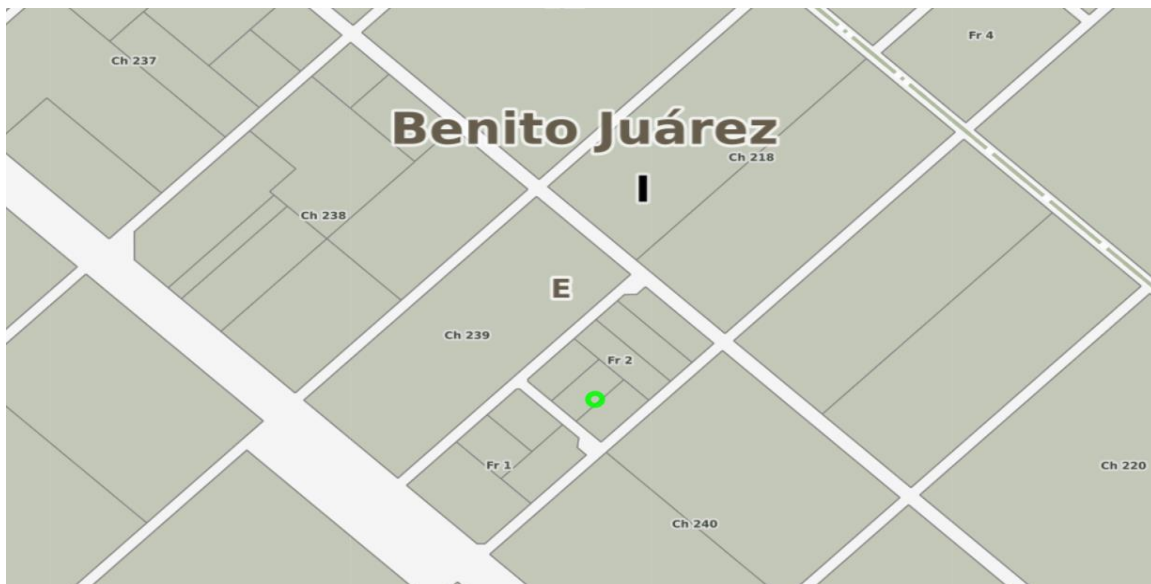 Fr 4
Ch 237
Benito Juárez
Ch 218
I
Ch 238
E
Ch 239
Fr 2
Fr 1
Ch 220
Ch 240